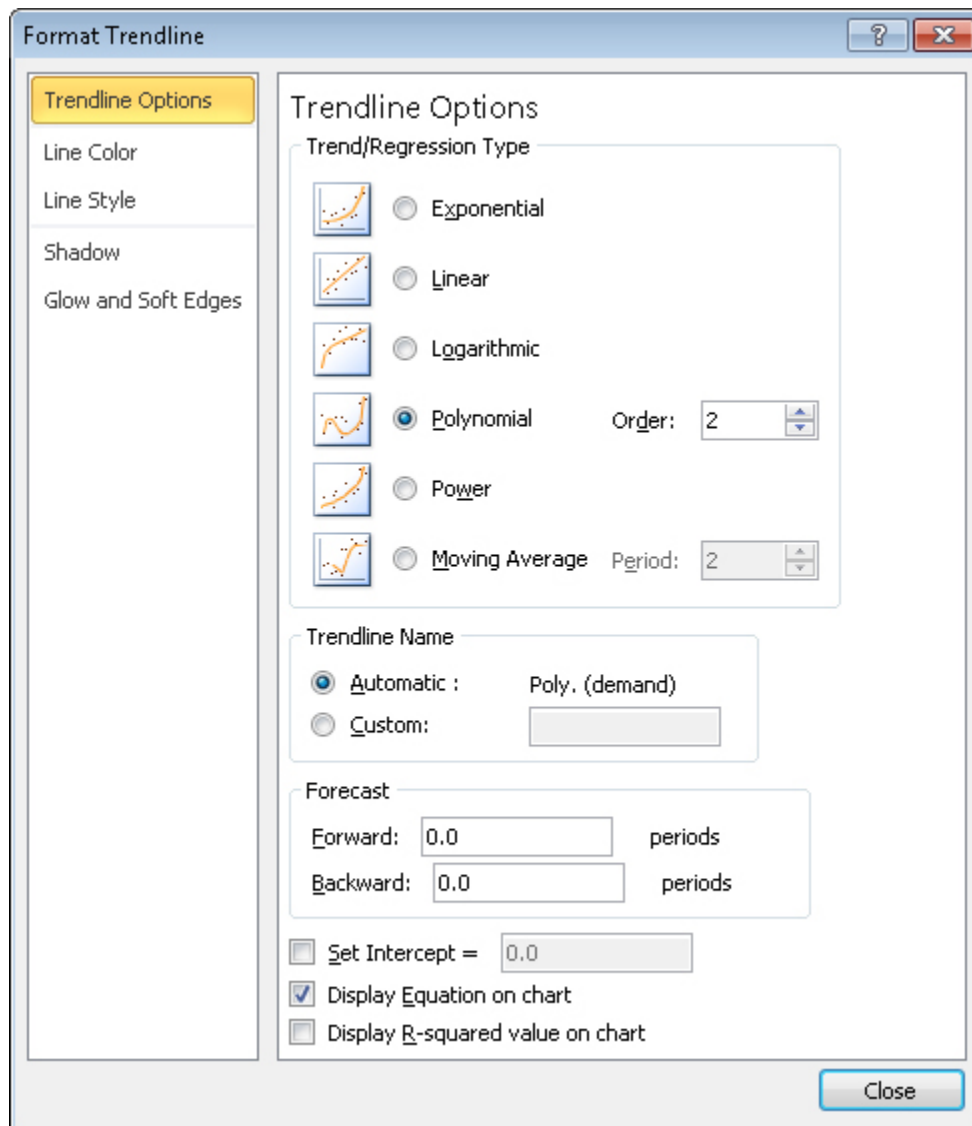 Format Trendline
?
Trendline Options
Line Color
Line Style
Shadow
Glow and Soft Edges
Trendline Options
Trend/Regression Type
Exponential
Linear
Logarithmic
Polynomial Order: 2
Power
Moving Average Period: 2
Trendline Name
Automatic : Poly. (demand)
Custom:
Forecast
Forward: 0.0 periods
Backward: 0.0 periods
Set Intercept = 0.0
Display Equation on chart
Display R-squared value on chart
Close